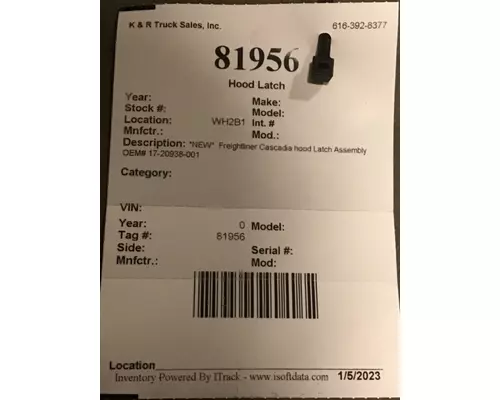 K & R Truck Sales, Inc. 616-392-8377
81956
Hood Latch
Year:
Make:
Stock #:
Model:
Location: WH2B1 Int. #
Mnfctr.: Mod.:
Description: "NEW" Freightliner Cascadia hood Latch Assembly
OEM# 17-20938-001
Category:
VIN:
Year: 0 Model:
Tag #: 81956
Side: Serial #:
Mnfctr.: Mod:
Location
Inventory Powered By ITrack - www.isoftdata.com 1/5/2023